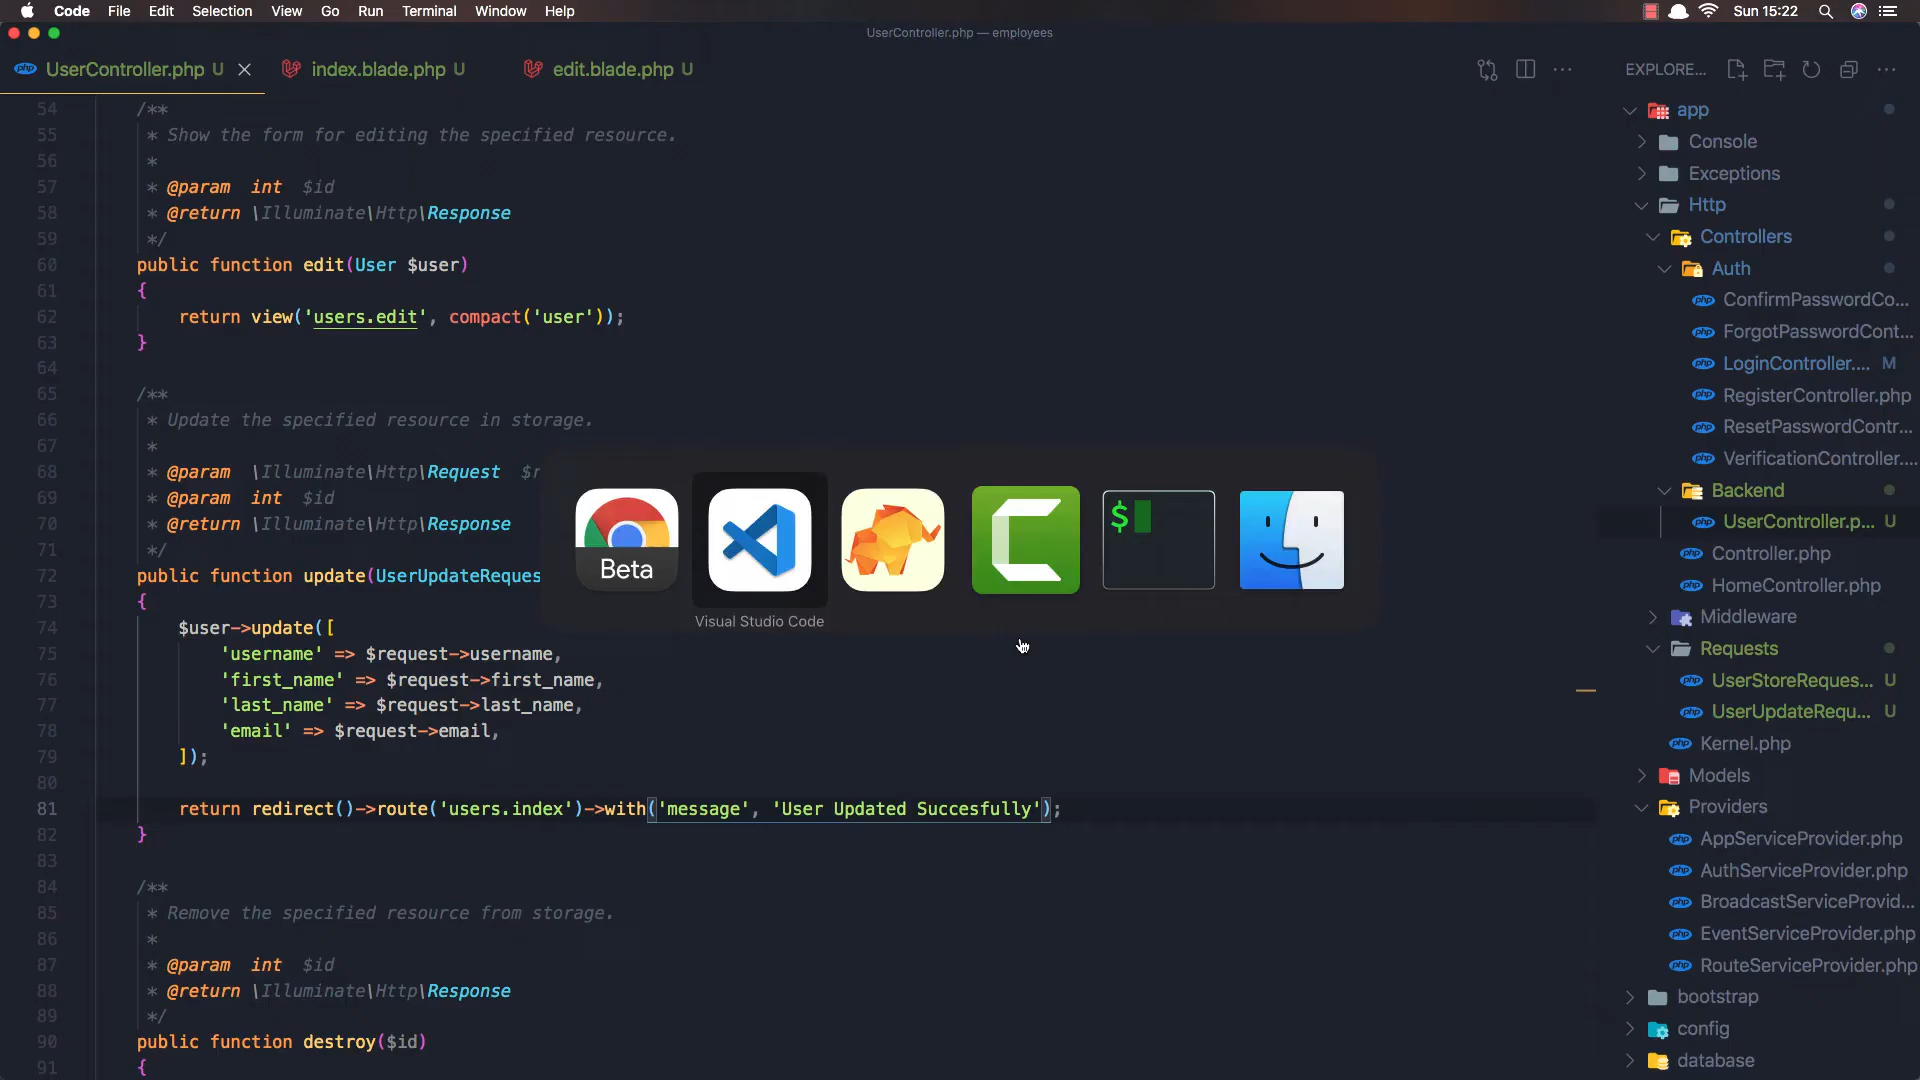 Code File Edit Selection View Go Run Terminal Window Help Sun 15:22
UserController.php — employees
UserController.php U index.blade.php U edit.blade.php U EXPLORE...
54 /**
55 * Show the form for editing the specified resource.
56 *
57 * @param int $id
58 * @return \Illuminate\Http\Response
59 */
60 public function edit(User $user)
61 {
62 return view('users.edit', compact('user'));
63 }
64
65 /**
66 * Update the specified resource in storage.
67 *
68 * @param \Illuminate\Http\Request
69 * @param int $id
70 * @return \Illuminate\Http\Response
71 */
72 public function update(UserUpdateReques
73 {
74 $user->update([
75 'username' => $request->username,
76 'first_name' => $request->first_name,
77 'last_name' => $request->last_name,
78 'email' => $request->email,
79 ]);
80
81 return redirect()->route('users.index')->with('message', 'User Updated Succesfully');
82 }
83
84 /**
85 * Remove the specified resource from storage.
86 *
87 * @param int $id
88 * @return \Illuminate\Http\Response
89 */
90 public function destroy($id)
91 {
Beta
$
Visual Studio Code
app
Console
Exceptions
Http
Controllers
Auth
ConfirmPasswordCo...
ForgotPasswordCont...
LoginController.... M
RegisterController.php
ResetPasswordContr...
VerificationController....
Backend
UserController.p... U
Controller.php
HomeController.php
Middleware
Requests
UserStoreReques... U
UserUpdateRequ... U
Kernel.php
Models
Providers
AppServiceProvider.php
AuthServiceProvider.php
BroadcastServiceProvid...
EventServiceProvider.php
RouteServiceProvider.php
bootstrap
config
database